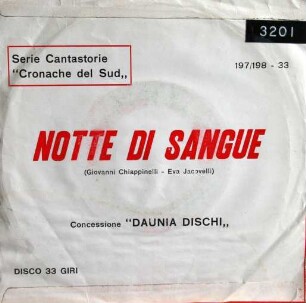 3201
Serie Cantastorie
"Cronache del Sud,,
197/198 - 33
NOTTE DI SANGUE
(Giovanni Chiappinelli - Eva Jacovelli)
Concessione "DAUNIA DISCHI,,
DISCO 33 GIRI